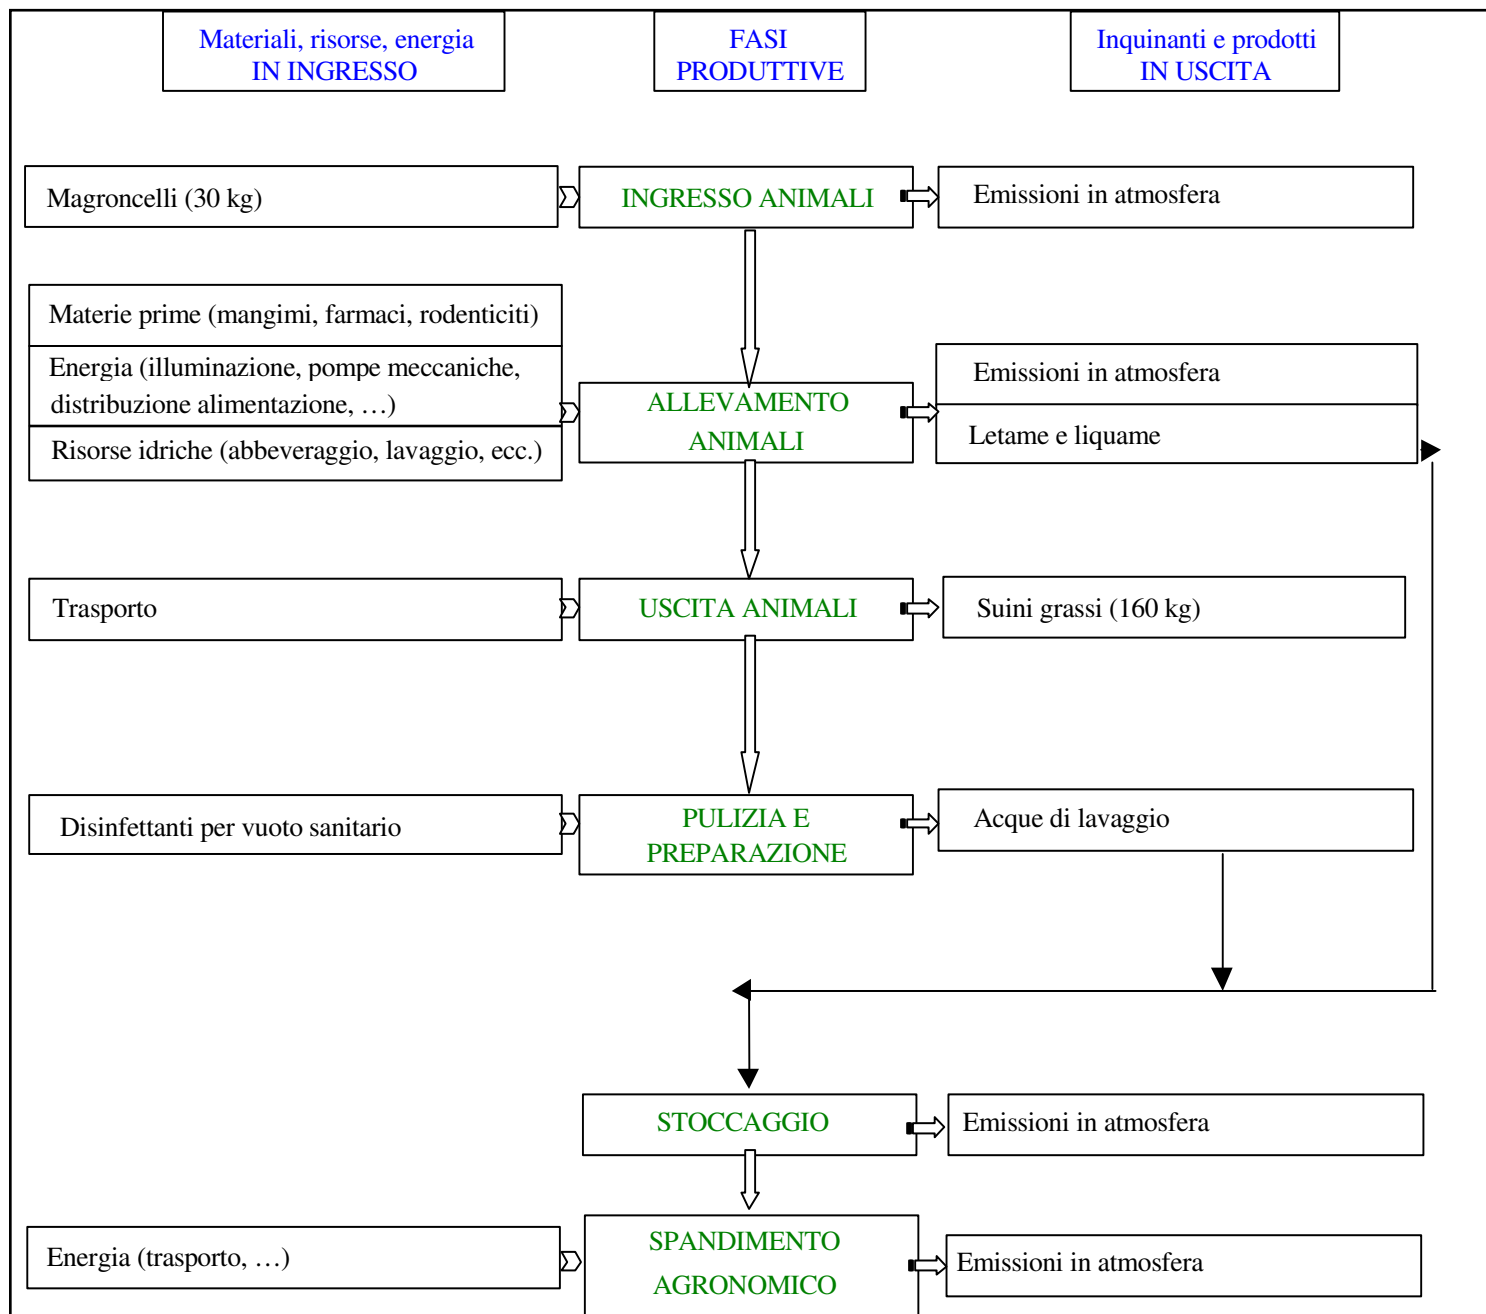 Materiali, risorse, energia
IN INGRESSO
FASI
PRODUTTIVE
Inquinanti e prodotti
IN USCITA
Magroncelli (30 kg)
INGRESSO ANIMALI
Emissioni in atmosfera
Materie prime (mangimi, farmaci, rodenticiti)
Energia (illuminazione, pompe meccaniche,
distribuzione alimentazione, …)
Risorse idriche (abbeveraggio, lavaggio, ecc.)
ALLEVAMENTO
ANIMALI
Emissioni in atmosfera
Letame e liquame
Trasporto
USCITA ANIMALI
Suini grassi (160 kg)
Disinfettanti per vuoto sanitario
PULIZIA E
PREPARAZIONE
Acque di lavaggio
STOCCAGGIO
Emissioni in atmosfera
Energia (trasporto, …)
SPANDIMENTO
AGRONOMICO
Emissioni in atmosfera